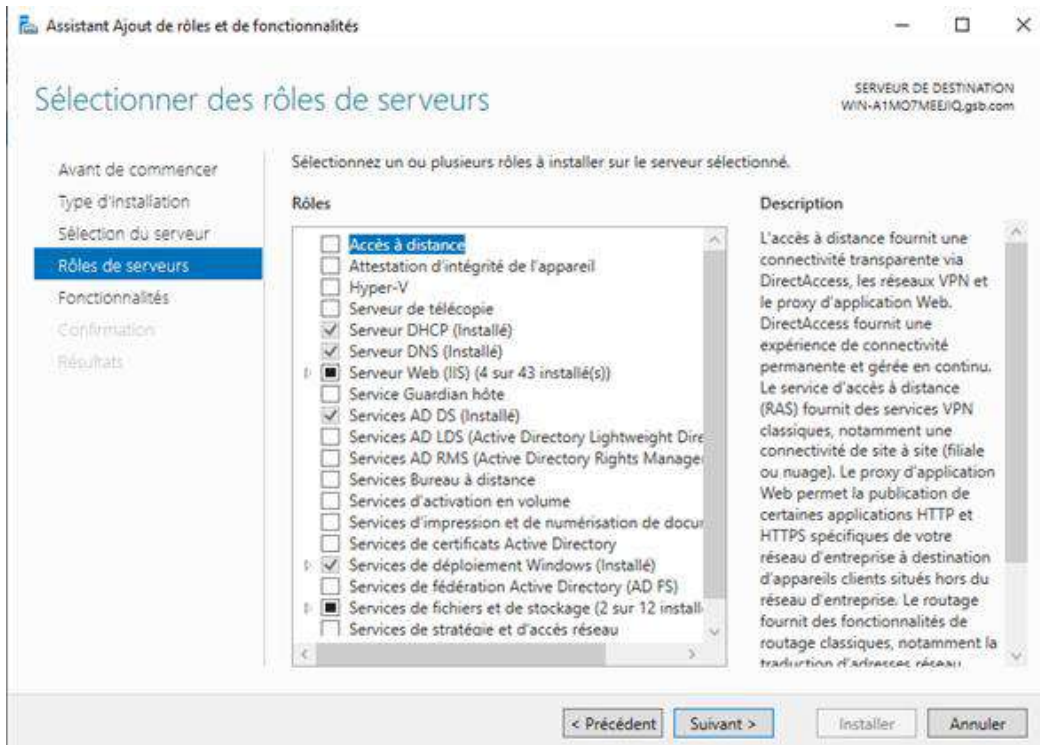 Assistant Ajout de rôles et de fonctionnalités
Sélectionner des rôles de serveurs
SERVEUR DE DESTINATION
WIN-A1MO7MEEJIQ.gsb.com
Avant de commencer
Type d'installation
Sélection du serveur
Rôles de serveurs
Fonctionnalités
Confirmation
Résultats
Sélectionnez un ou plusieurs rôles à installer sur le serveur sélectionné.
Rôles
Accès à distance
Attestation d'intégrité de l'appareil
Hyper-V
Serveur de télécopie
Serveur DHCP (Installé)
Serveur DNS (Installé)
Serveur Web (IIS) (4 sur 43 installé(s))
Service Guardian hôte
Services AD DS (Installé)
Services AD LDS (Active Directory Lightweight Dire
Services AD RMS (Active Directory Rights Manage
Services Bureau à distance
Services d'activation en volume
Services d'impression et de numérisation de docu
Services de certificats Active Directory
Services de déploiement Windows (Installé)
Services de fédération Active Directory (AD FS)
Services de fichiers et de stockage (2 sur 12 install
Services de stratégie et d'accès réseau
Description
L'accès à distance fournit une
connectivité transparente via
DirectAccess, les réseaux VPN et
le proxy d'application Web.
DirectAccess fournit une
expérience de connectivité
permanente et gérée en continu.
Le service d'accès à distance
(RAS) fournit des services VPN
classiques, notamment une
connectivité de site à site (filiale
ou nuage). Le proxy d'application
Web permet la publication de
certaines applications HTTP et
HTTPS spécifiques de votre
réseau d'entreprise à destination
d'appareils clients situés hors du
réseau d'entreprise. Le routage
fournit des fonctionnalités de
routage classiques, notamment la
traduction d'adresses réseau
< Précédent
Suivant >
Installer
Annuler